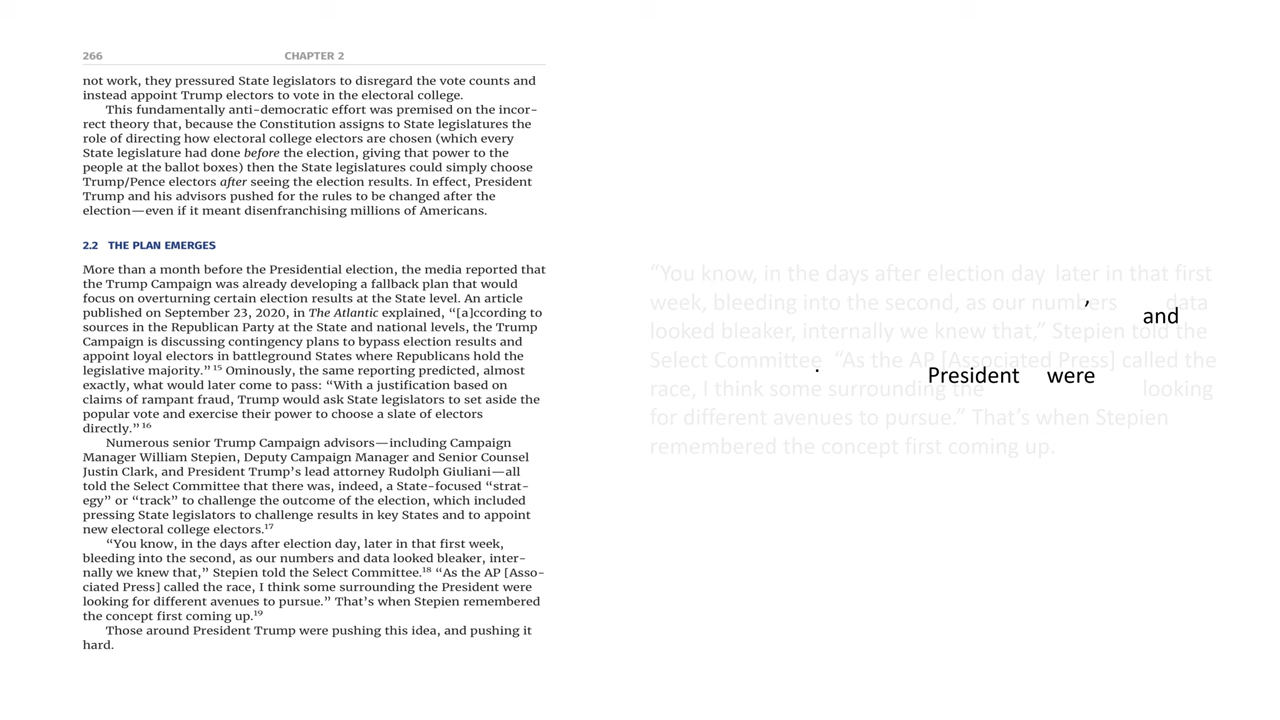 266 CHAPTER 2
not work, they pressured State legislators to disregard the vote counts and
instead appoint Trump electors to vote in the electoral college.
This fundamentally anti-democratic effort was premised on the incor-
rect theory that, because the Constitution assigns to State legislatures the
role of directing how electoral college electors are chosen (which every
State legislature had done before the election, giving that power to the
people at the ballot boxes) then the State legislatures could simply choose
Trump/Pence electors after seeing the election results. In effect, President
Trump and his advisors pushed for the rules to be changed after the
election—even if it meant disenfranchising millions of Americans.
2.2 THE PLAN EMERGES
More than a month before the Presidential election, the media reported that
the Trump Campaign was already developing a fallback plan that would
focus on overturning certain election results at the State level. An article
published on September 23, 2020, in The Atlantic explained, “[a]ccording to
sources in the Republican Party at the State and national levels, the Trump
Campaign is discussing contingency plans to bypass election results and
appoint loyal electors in battleground States where Republicans hold the
legislative majority.” 15 Ominously, the same reporting predicted, almost
exactly, what would later come to pass: “With a justification based on
claims of rampant fraud, Trump would ask State legislators to set aside the
popular vote and exercise their power to choose a slate of electors
directly.” 16
Numerous senior Trump Campaign advisors—including Campaign
Manager William Stepien, Deputy Campaign Manager and Senior Counsel
Justin Clark, and President Trump’s lead attorney Rudolph Giuliani—all
told the Select Committee that there was, indeed, a State-focused “strat-
egy” or “track” to challenge the outcome of the election, which included
pressing State legislators to challenge results in key States and to appoint
new electoral college electors.17
“You know, in the days after election day, later in that first week,
bleeding into the second, as our numbers and data looked bleaker, inter-
nally we knew that,” Stepien told the Select Committee.18 “As the AP [Asso-
ciated Press] called the race, I think some surrounding the President were
looking for different avenues to pursue.” That’s when Stepien remembered
the concept first coming up.19
Those around President Trump were pushing this idea, and pushing it
hard.
“You know, in the days after election day later in that first
week, bleeding into the second, as our numbers data
,
and
looked bleaker, internally we knew that,” Stepien told the
Select Committee “As the AP [Associated Press] called the
.
President were
race, I think some surrounding the looking
for different avenues to pursue.” That’s when Stepien
remembered the concept first coming up.